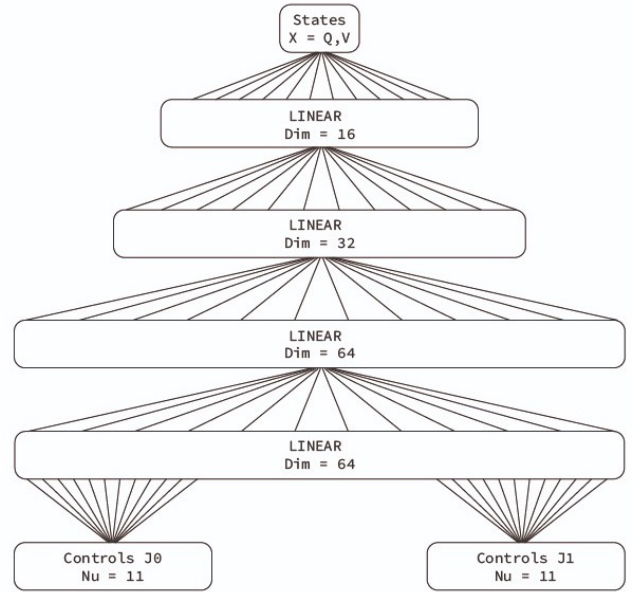 States
X = Q,V
LINEAR
Dim = 16
LINEAR
Dim = 32
LINEAR
Dim = 64
LINEAR
Dim = 64
Controls J0
Nu = 11
Controls J1
Nu = 11